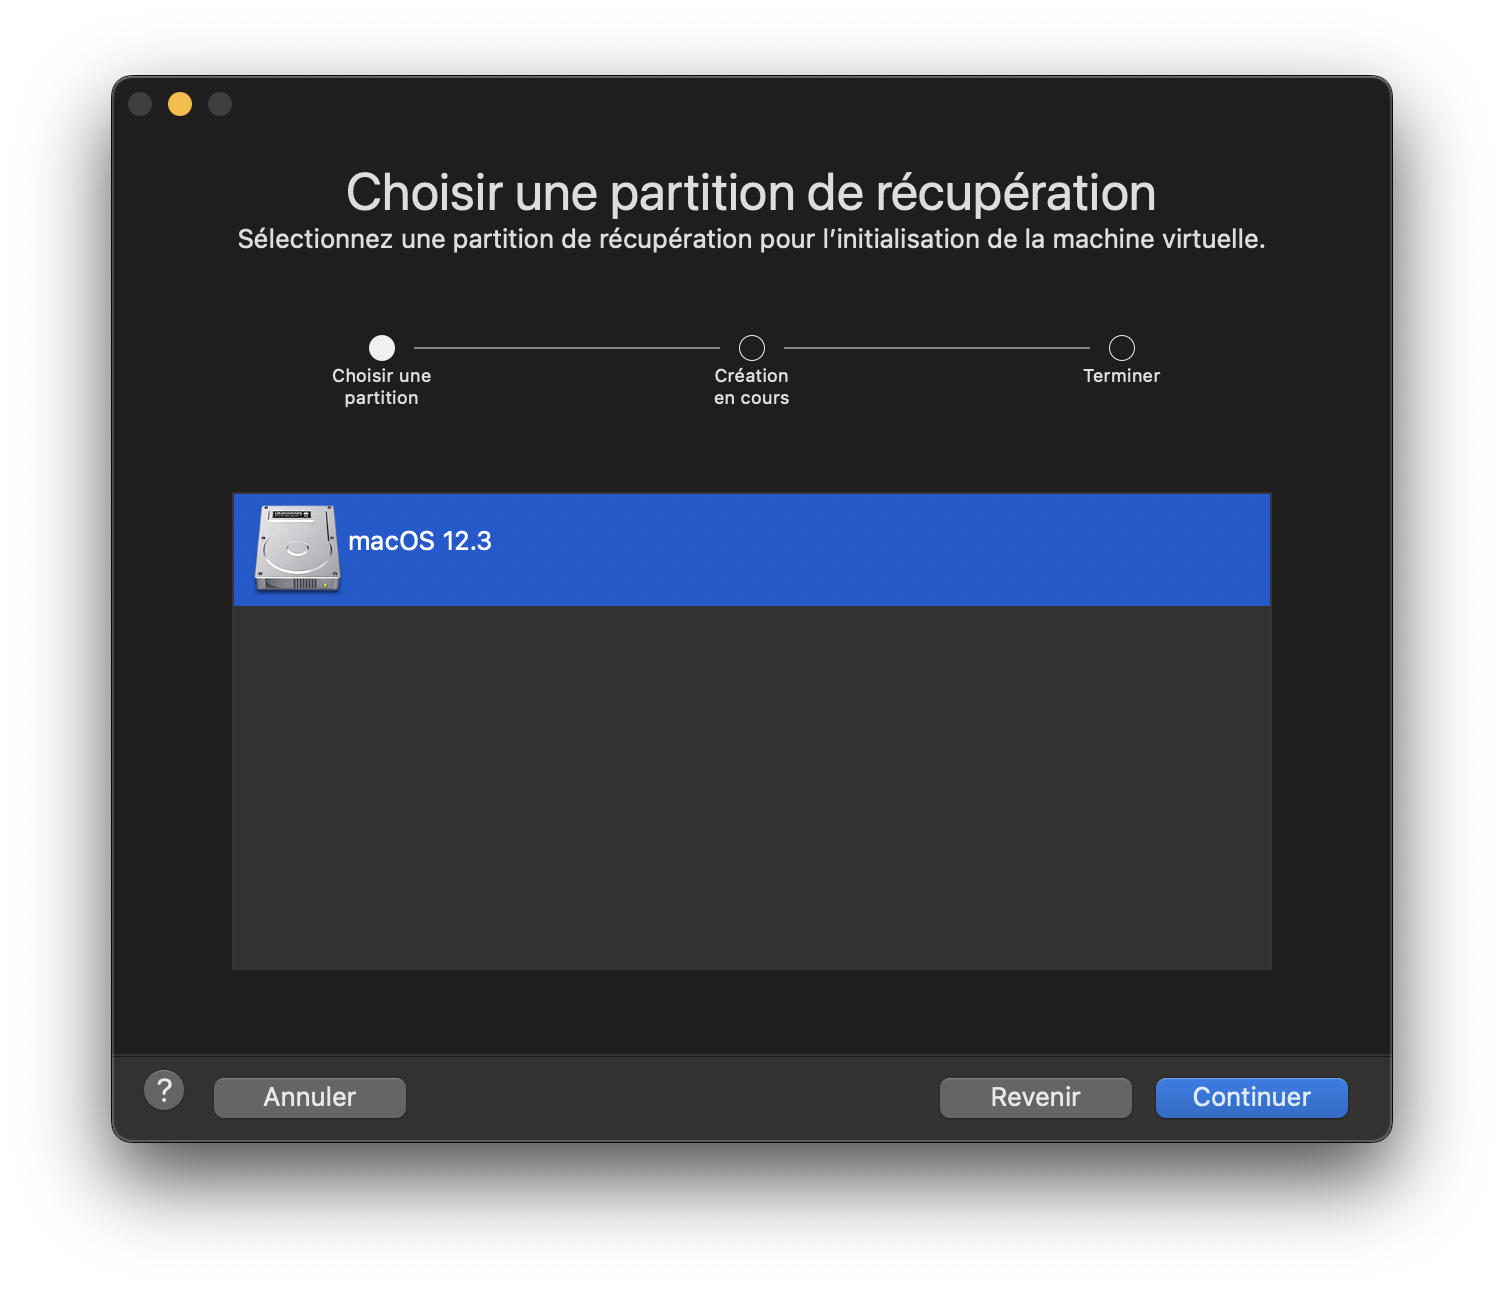 Choisir une partition de récupération
Sélectionnez une partition de récupération pour l’initialisation de la machine virtuelle.
Choisir une
partition
Création
en cours
Terminer
macOS 12.3
?
Annuler
Revenir
Continuer